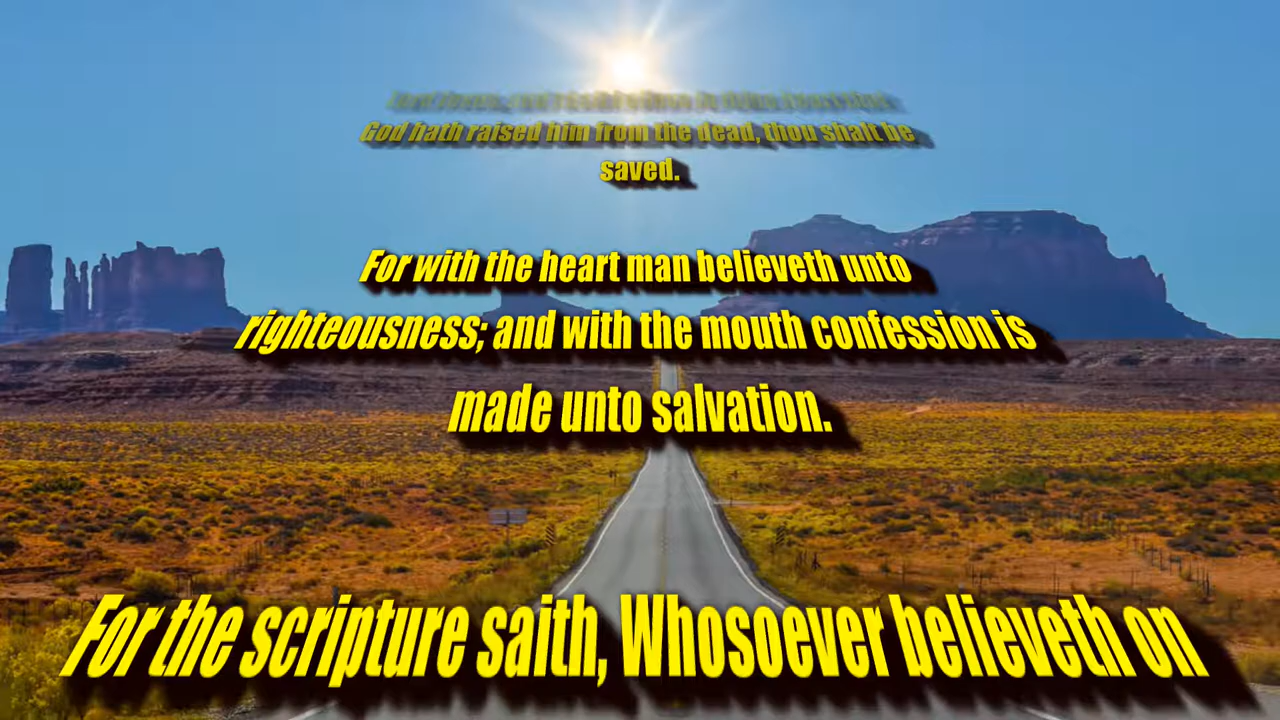 God hath raised him from the dead, thou shalt be
saved.
For with the heart man believeth unto
righteousness; and with the mouth confession is
made unto salvation.
For the scripture saith, Whosoever believeth on